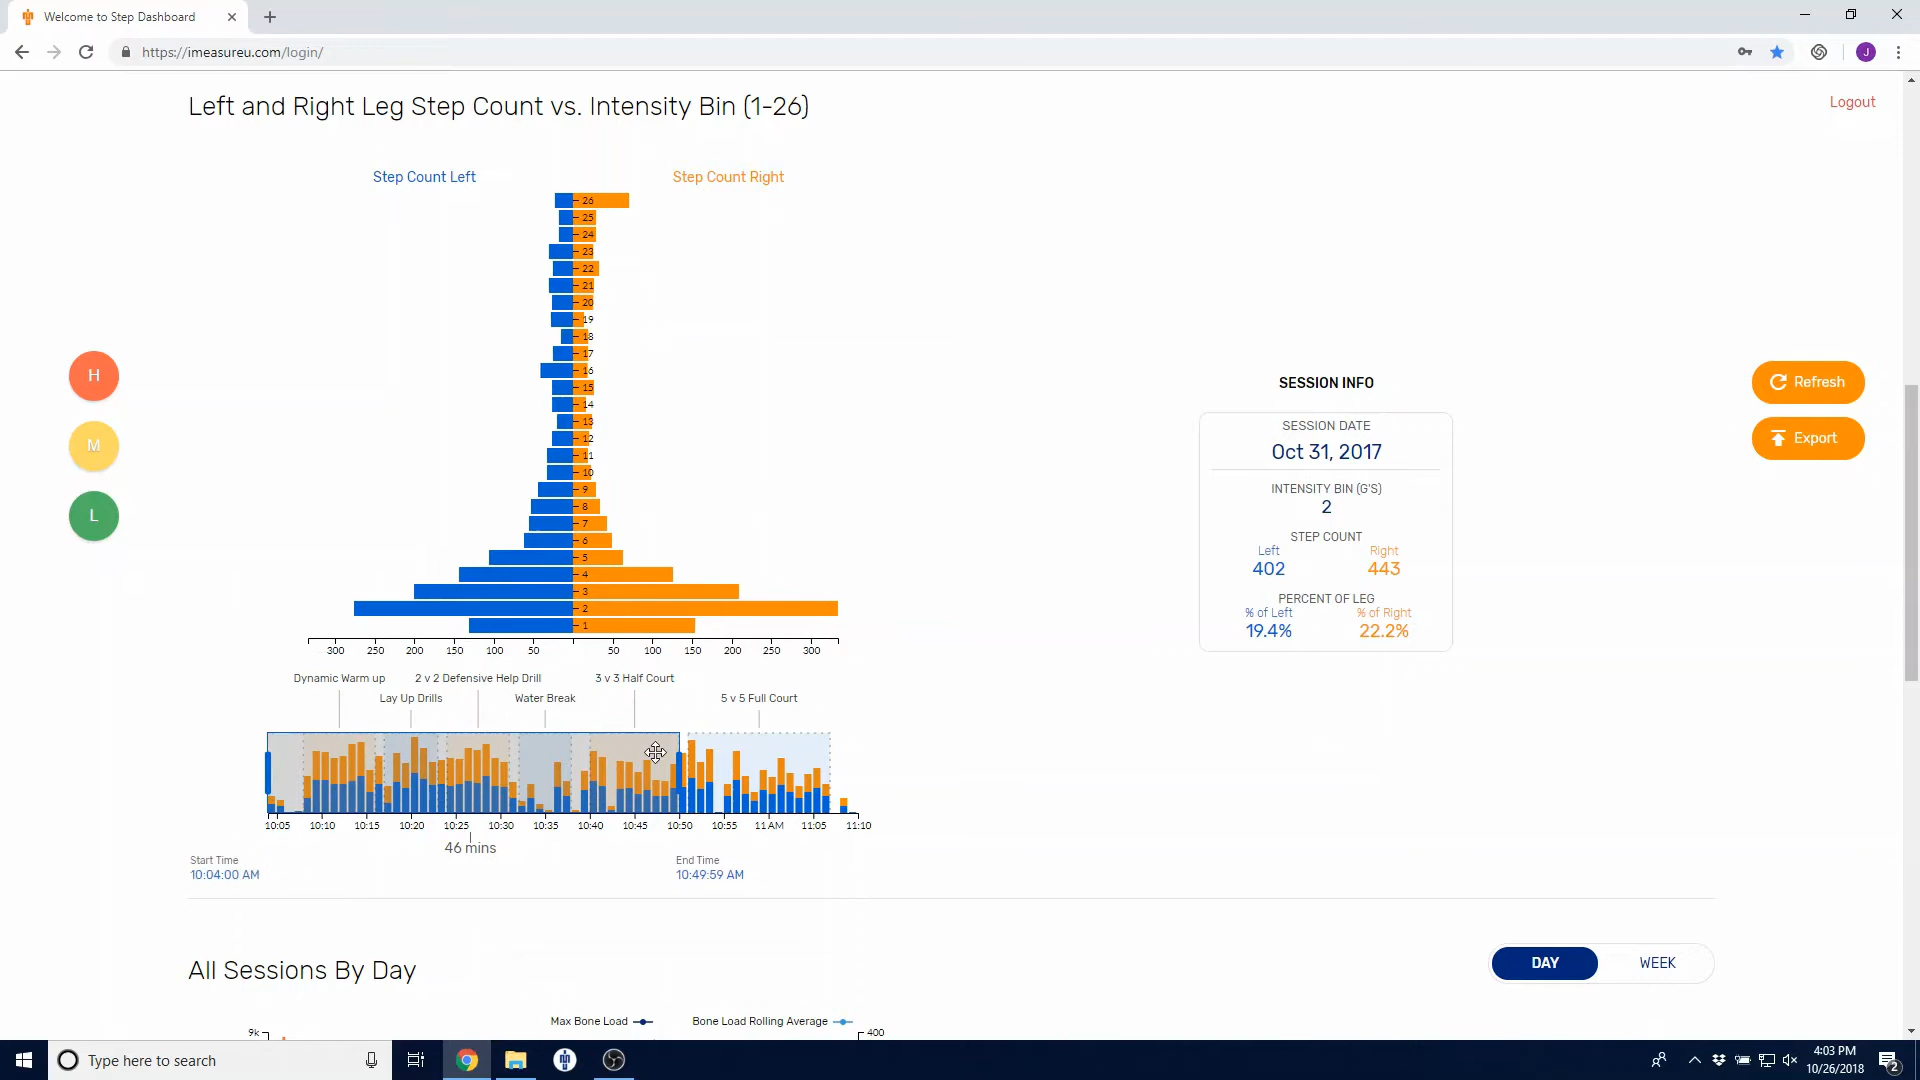 Welcome to Step Dashboard
https://imeasureu.com/login/
J
Left and Right Leg Step Count vs. Intensity Bin (1-26)
Logout
Step Count Left
Step Count Right
26
25
24
23
22
21
20
19
18
17
16
15
14
13
12
11
10
9
8
7
6
5
4
3
2
1
300 250 200 150 100 50 50 100 150 200 250 300
H
M
L
SESSION INFO
SESSION DATE
Oct 31, 2017
INTENSITY BIN (G'S)
2
STEP COUNT
Left Right
402 443
PERCENT OF LEG
% of Left % of Right
19.4% 22.2%
Refresh
Export
Dynamic Warm up 2 v 2 Defensive Help Drill 3 v 3 Half Court
Lay Up Drills Water Break 5 v 5 Full Court
10:05 10:10 10:15 10:20 10:25 10:30 10:35 10:40 10:45 10:50 10:55 11 AM 11:05 11:10
46 mins
Start Time End Time
10:04:00 AM 10:49:59 AM
All Sessions By Day
DAY WEEK
Max Bone Load Bone Load Rolling Average
9k 400
Type here to search
4:03 PM
10/26/2018
2